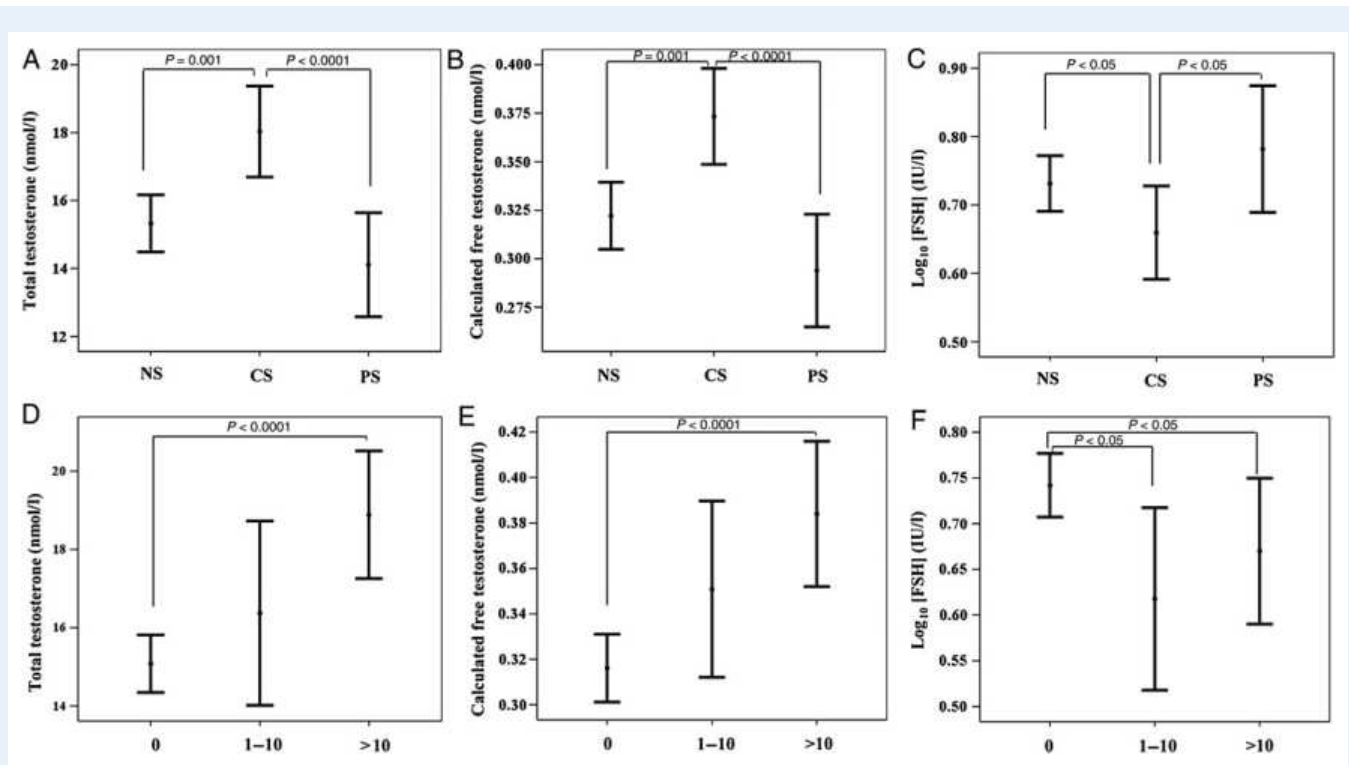 A
Total testosterone (nmol/l)
20
18
16
14
12
P = 0.001
P < 0.0001
NS
CS
PS
B
Calculated free testosterone (nmol/l)
0.400
0.375
0.350
0.325
0.300
0.275
P = 0.001
P < 0.0001
NS
CS
PS
C
Log₁₀ [FSH] (IU/l)
0.90
0.80
0.70
0.60
0.50
P < 0.05
P < 0.05
NS
CS
PS
D
Total testosterone (nmol/l)
20
18
16
14
P < 0.0001
0
1–10
>10
E
Calculated free testosterone (nmol/l)
0.42
0.40
0.38
0.36
0.34
0.32
0.30
P < 0.0001
0
1–10
>10
F
Log₁₀ [FSH] (IU/l)
0.80
0.75
0.70
0.65
0.60
0.55
0.50
P < 0.05
P < 0.05
0
1–10
>10